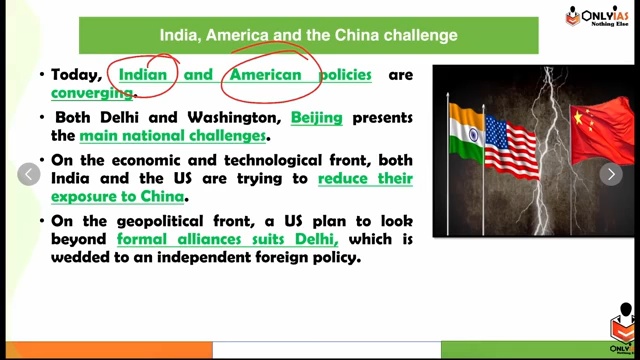 ONLYIAS
Nothing Else
India, America and the China challenge
• Today, Indian and American policies are
converging.
• Both Delhi and Washington, Beijing presents
the main national challenges.
• On the economic and technological front, both
India and the US are trying to reduce their
exposure to China.
• On the geopolitical front, a US plan to look
beyond formal alliances suits Delhi, which is
wedded to an independent foreign policy.